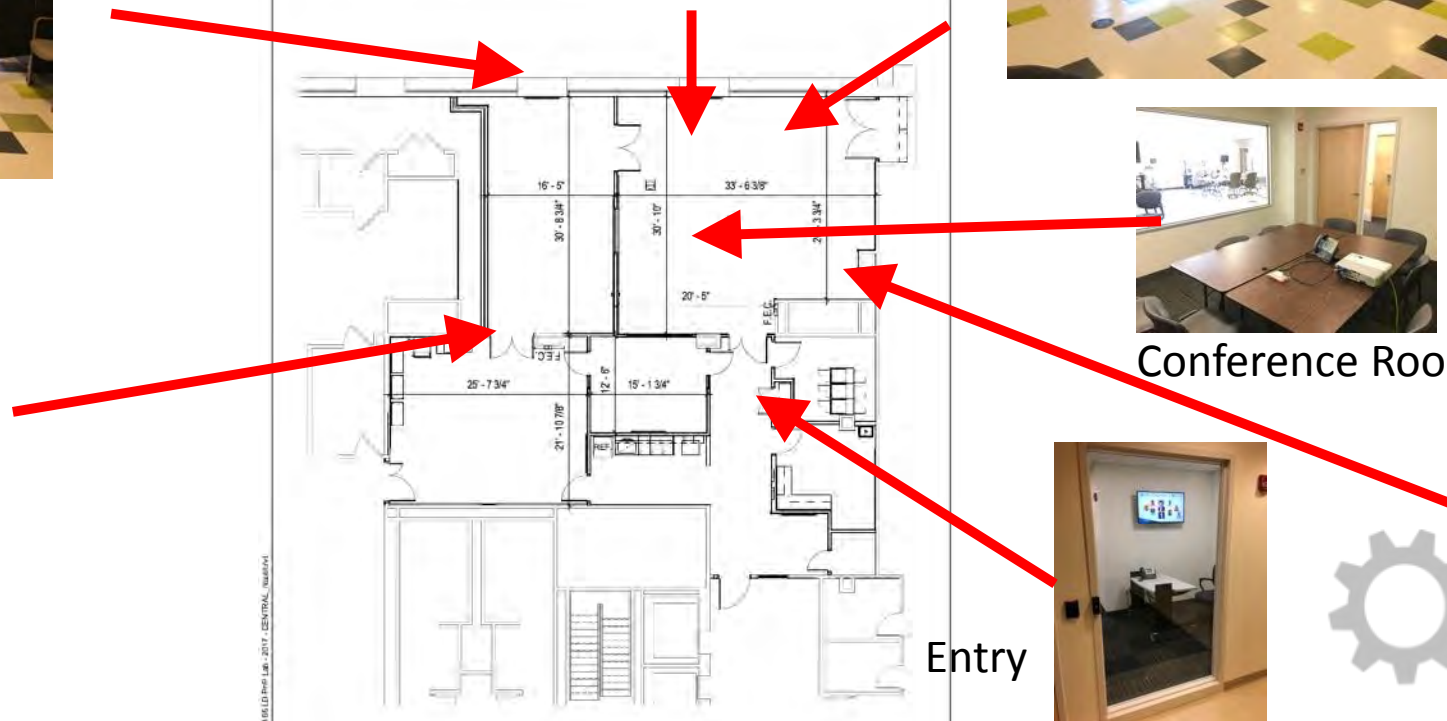 16' - 5"
33' - 6 3/8"
30' - 8 3/4"
30' - 10"
20' - 5"
F.E.C.
F.E.C.
25' - 7 3/4"
12' - 6"
15' - 1 3/4"
21' - 10 7/8"
REF.
Conference Roo
Entry